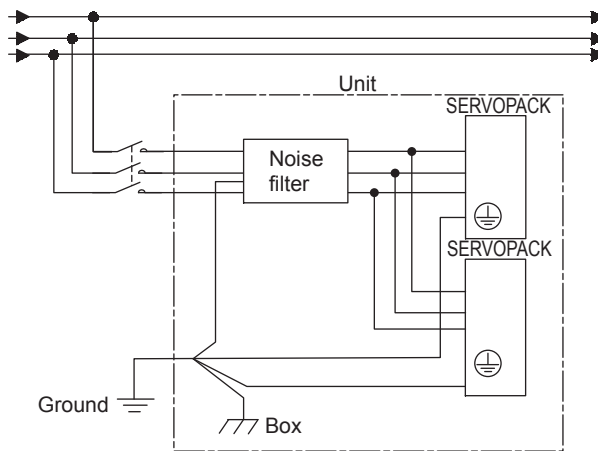 Unit
SERVOPACK
Noise
filter
SERVOPACK
Ground
Box